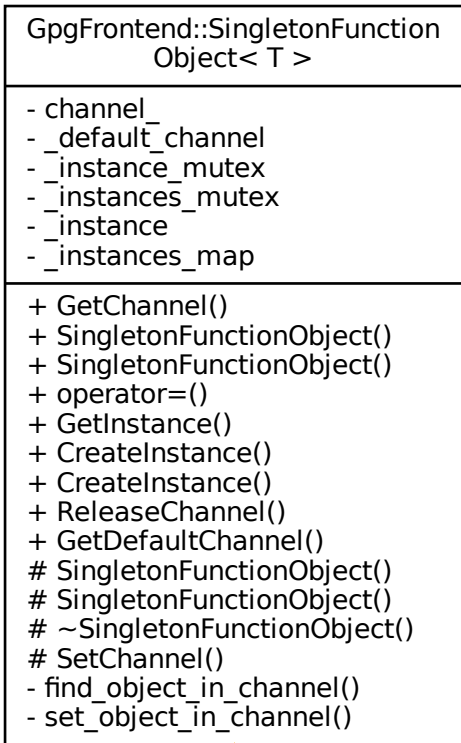 GpgFrontend::SingletonFunction
Object< T >
- channel_
- _default_channel
- _instance_mutex
- _instances_mutex
- _instance
- _instances_map
+ GetChannel()
+ SingletonFunctionObject()
+ SingletonFunctionObject()
+ operator=()
+ GetInstance()
+ CreateInstance()
+ CreateInstance()
+ ReleaseChannel()
+ GetDefaultChannel()
# SingletonFunctionObject()
# SingletonFunctionObject()
# ~SingletonFunctionObject()
# SetChannel()
- find_object_in_channel()
- set_object_in_channel()